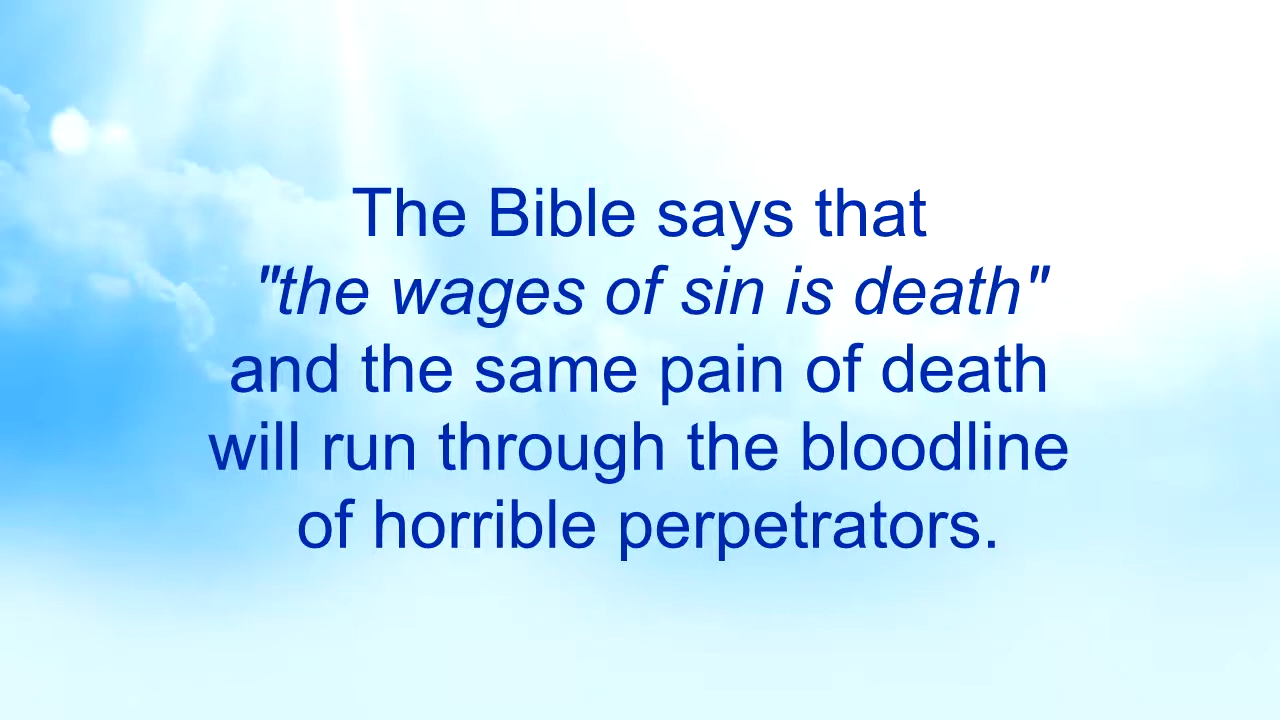 The Bible says that
"the wages of sin is death"
and the same pain of death
will run through the bloodline
of horrible perpetrators.